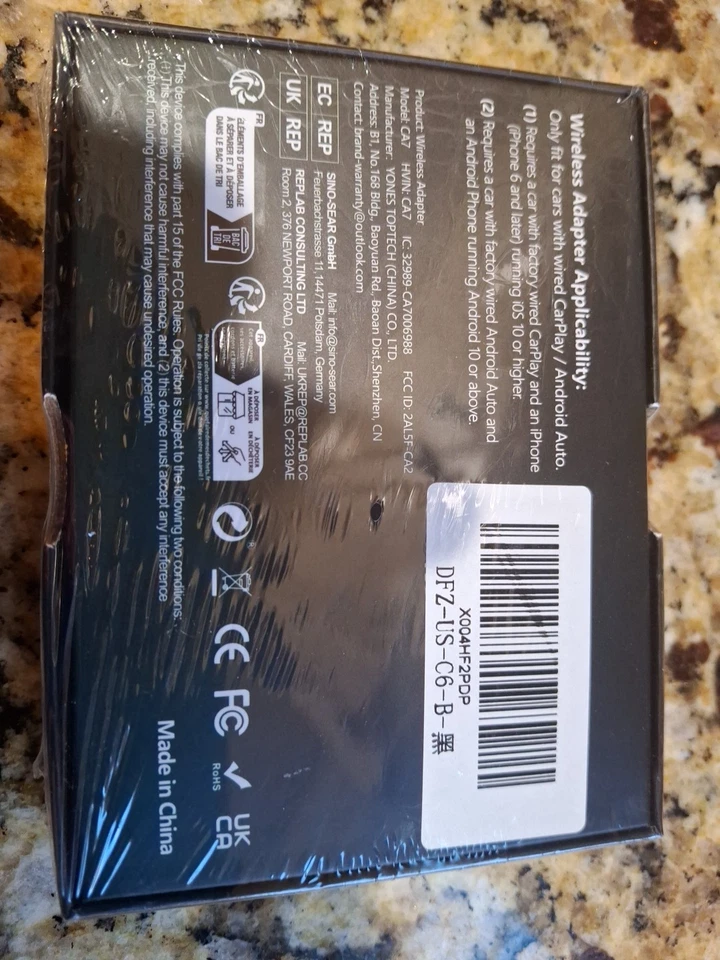 Wireless Adapter Applicability:
Only fit for cars with wired CarPlay / Android Auto.
(1) Requires a car with factory wired CarPlay and an iPhone
(iPhone 6 and later) running iOS 10 or higher.
(2) Requires a car with factory wired Android Auto and
an Android Phone running Android 10 or above.
X004HF2PDP
DFZ-US-C6-B-黑
Product: Wireless Adapter
Model: CA7 HVIN: CA7 IC: 32989-CA7006988 FCC ID: 2AL5F-CA2
Manufacturer: YONES TOPTECH (CHINA) CO., LTD.
Address: B1, No.168 Bldg., Baoyuan Rd., Baoan Dist., Shenzhen, CN
Contact: brand-warranty@outlook.com
EC REP
SINO-SEAR GmbH Mail: info@sino-sear.com
Feuerbachstrasse 11,14471 Potsdam, Germany
UK REP
REPLAB CONSULTING LTD Mail: UKREP@REPLAB.CC
Room 2, 376 NEWPORT ROAD, CARDIFF, WALES, CF23 9AE
FR
ÉLÉMENTS D'EMBALLAGE
À SÉPARER ET À DÉPOSER
DANS LE BAC DE TRI
BAC
DE
TRI
FR
À DÉPOSER
EN MAGASIN
OU
À DÉPOSER
EN DÉCHÈTERIE
CE FC RoHS
UK
CA
This device complies with part 15 of the FCC Rules. Operation is subject to the following two conditions:
(1) This device may not cause harmful interference, and (2) this device must accept any interference
received, including interference that may cause undesired operation.
Made in China